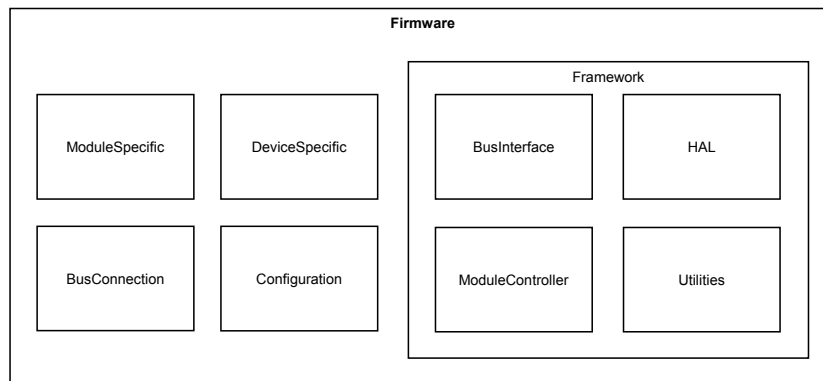 Firmware
Framework
ModuleSpecific
DeviceSpecific
BusInterface
HAL
BusConnection
Configuration
ModuleController
Utilities